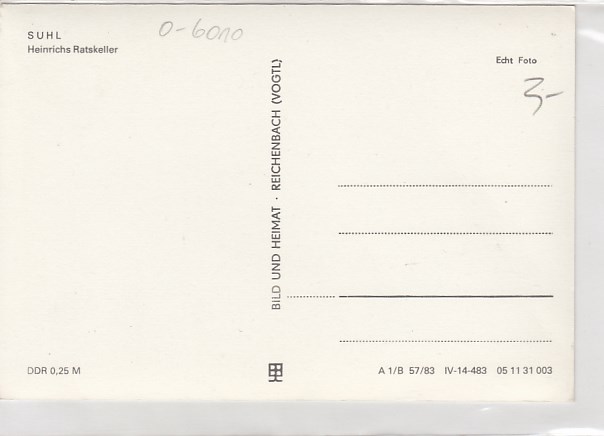 O-6010
SUHL
Heinrichs Ratskeller
Echt Foto
3,-
BILD UND HEIMAT · REICHENBACH (VOGTL)
DDR 0,25 M
A 1/B 57/83 IV-14-483 05 11 31 003